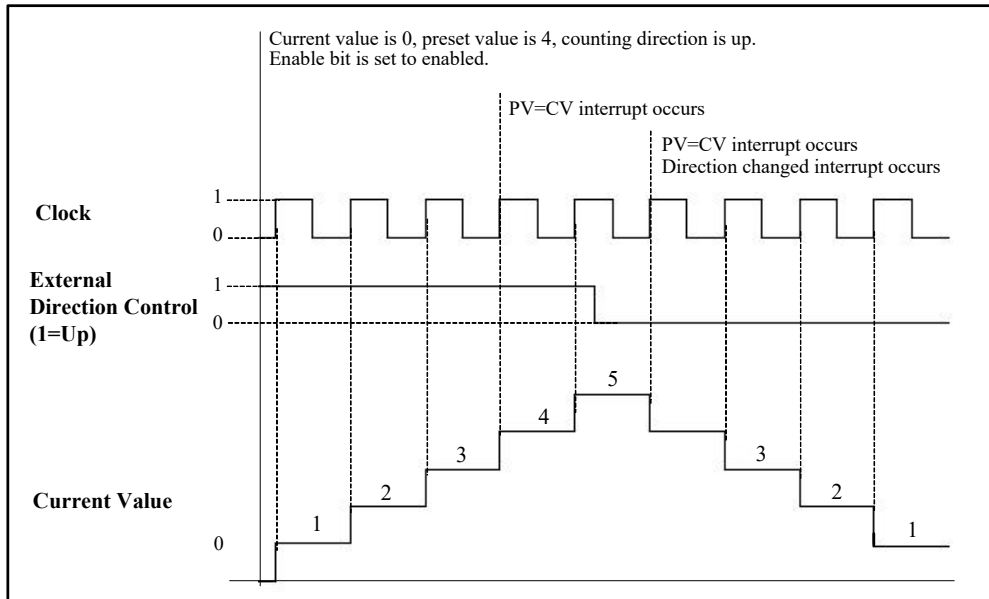 Current value is 0, preset value is 4, counting direction is up.
Enable bit is set to enabled.
PV=CV interrupt occurs
PV=CV interrupt occurs
Direction changed interrupt occurs
Clock
1
0
External
Direction Control
(1=Up)
1
0
5
4
3
3
2
2
1
1
Current Value
0